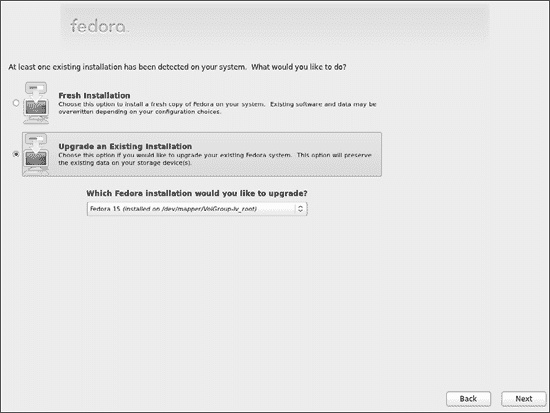 fedora.
At least one existing installation has been detected on your system. What would you like to do?
Fresh Installation
Choose this option to install a fresh copy of Fedora on your system. Existing software and data may be
overwritten depending on your configuration choices.
Upgrade an Existing Installation
Choose this option if you would like to upgrade your existing Fedora system. This option will preserve
the existing data on your storage device(s).
Which Fedora installation would you like to upgrade?
Fedora 15 (installed on /dev/mapper/VolGroup-lv_root)
Back
Next